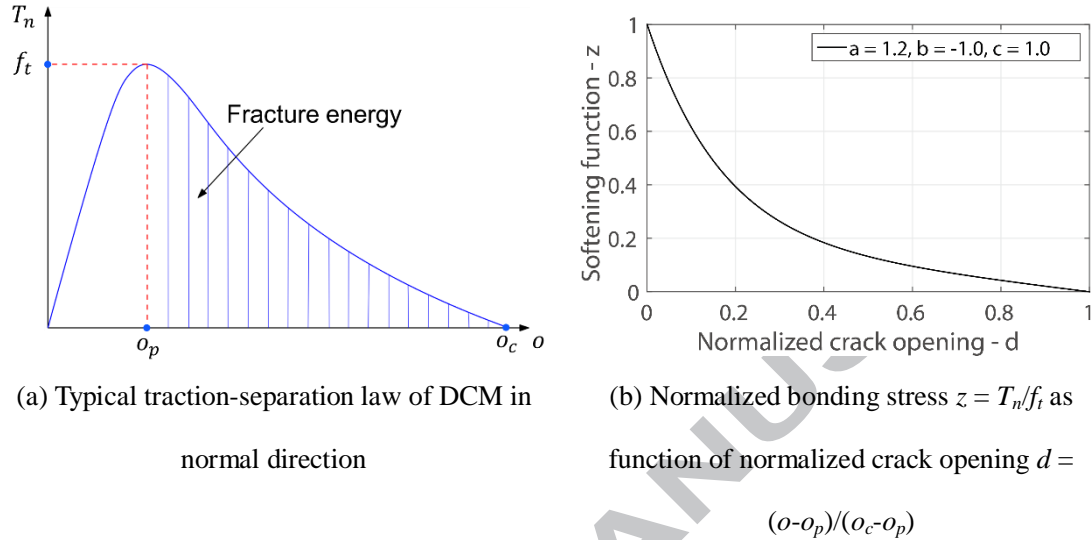 T_n
f_t
Fracture energy
o_p
o_c
o
(a) Typical traction-separation law of DCM in
normal direction
1
0.8
0.6
0.4
0.2
0
Softening function - z
a = 1.2, b = -1.0, c = 1.0
0 0.2 0.4 0.6 0.8 1
Normalized crack opening - d
(b) Normalized bonding stress z = T_n/f_t as
function of normalized crack opening d =
(o-o_p)/(o_c-o_p)
ANUS